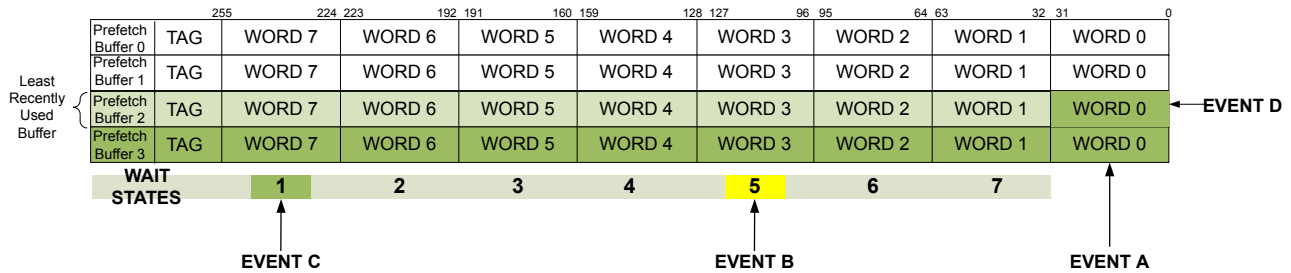 255 224 223 192 191 160 159 128 127 96 95 64 63 32 31 0
Prefetch Buffer 0 TAG WORD 7 WORD 6 WORD 5 WORD 4 WORD 3 WORD 2 WORD 1 WORD 0
Prefetch Buffer 1 TAG WORD 7 WORD 6 WORD 5 WORD 4 WORD 3 WORD 2 WORD 1 WORD 0
Least
Recently
Used
Buffer
Prefetch Buffer 2 TAG WORD 7 WORD 6 WORD 5 WORD 4 WORD 3 WORD 2 WORD 1 WORD 0 EVENT D
Prefetch Buffer 3 TAG WORD 7 WORD 6 WORD 5 WORD 4 WORD 3 WORD 2 WORD 1 WORD 0
WAIT
STATES
1 2 3 4 5 6 7
EVENT C EVENT B EVENT A